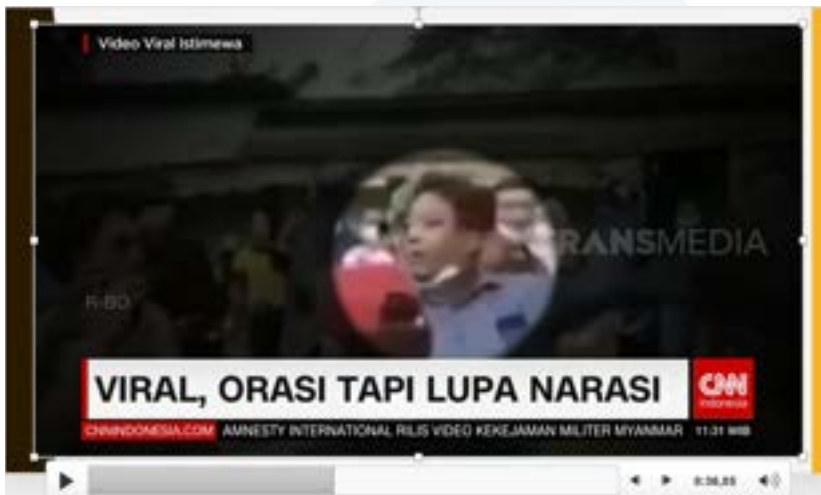 Video Viral Istimewa
TRANSMEDIA
R-BD
VIRAL, ORASI TAPI LUPA NARASI
CNN
Indonesia
CNNINDONESIA.COM AMNESTY INTERNATIONAL RILIS VIDEO KEKEJAMAN MILITER MYANMAR 11:31 WIB